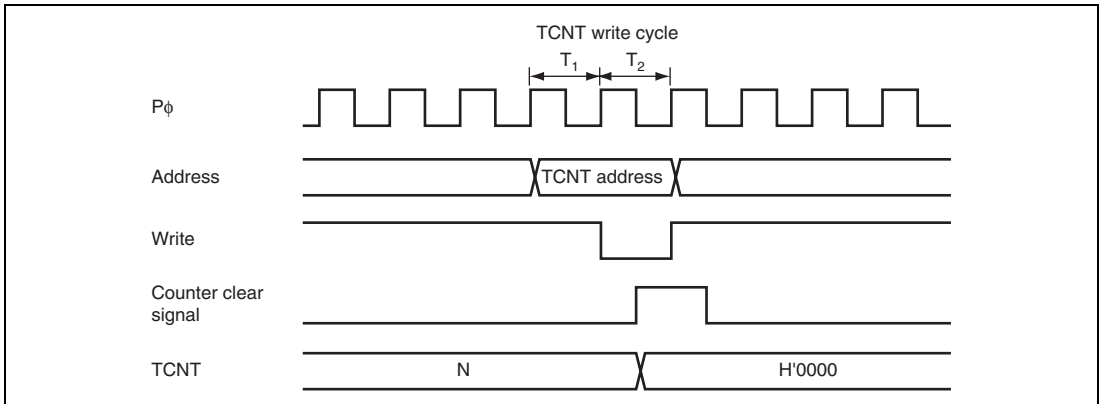 TCNT write cycle
T1 T2
Pϕ
Address
TCNT address
Write
Counter clear
signal
TCNT
N
H'0000